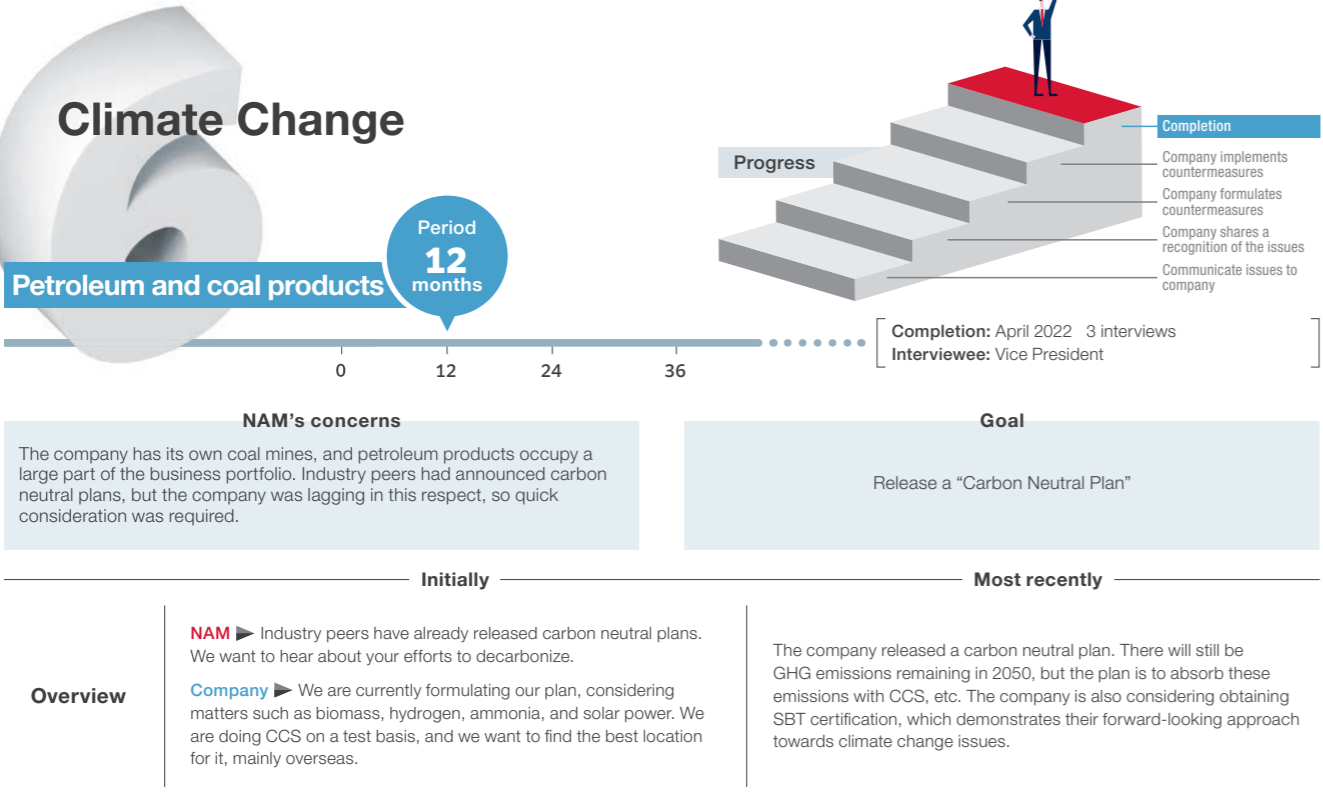 6
Climate Change
Petroleum and coal products
Period
12
months
0
12
24
36
Progress
Completion
Company implements
countermeasures
Company formulates
countermeasures
Company shares a
recognition of the issues
Communicate issues to
company
Completion: April 2022 3 interviews
Interviewee: Vice President
NAM's concerns
The company has its own coal mines, and petroleum products occupy a
large part of the business portfolio. Industry peers had announced carbon
neutral plans, but the company was lagging in this respect, so quick
consideration was required.
Goal
Release a “Carbon Neutral Plan”
Initially
Most recently
Overview
NAM ▶ Industry peers have already released carbon neutral plans.
We want to hear about your efforts to decarbonize.
Company ▶ We are currently formulating our plan, considering
matters such as biomass, hydrogen, ammonia, and solar power. We
are doing CCS on a test basis, and we want to find the best location
for it, mainly overseas.
The company released a carbon neutral plan. There will still be
GHG emissions remaining in 2050, but the plan is to absorb these
emissions with CCS, etc. The company is also considering obtaining
SBT certification, which demonstrates their forward-looking approach
towards climate change issues.